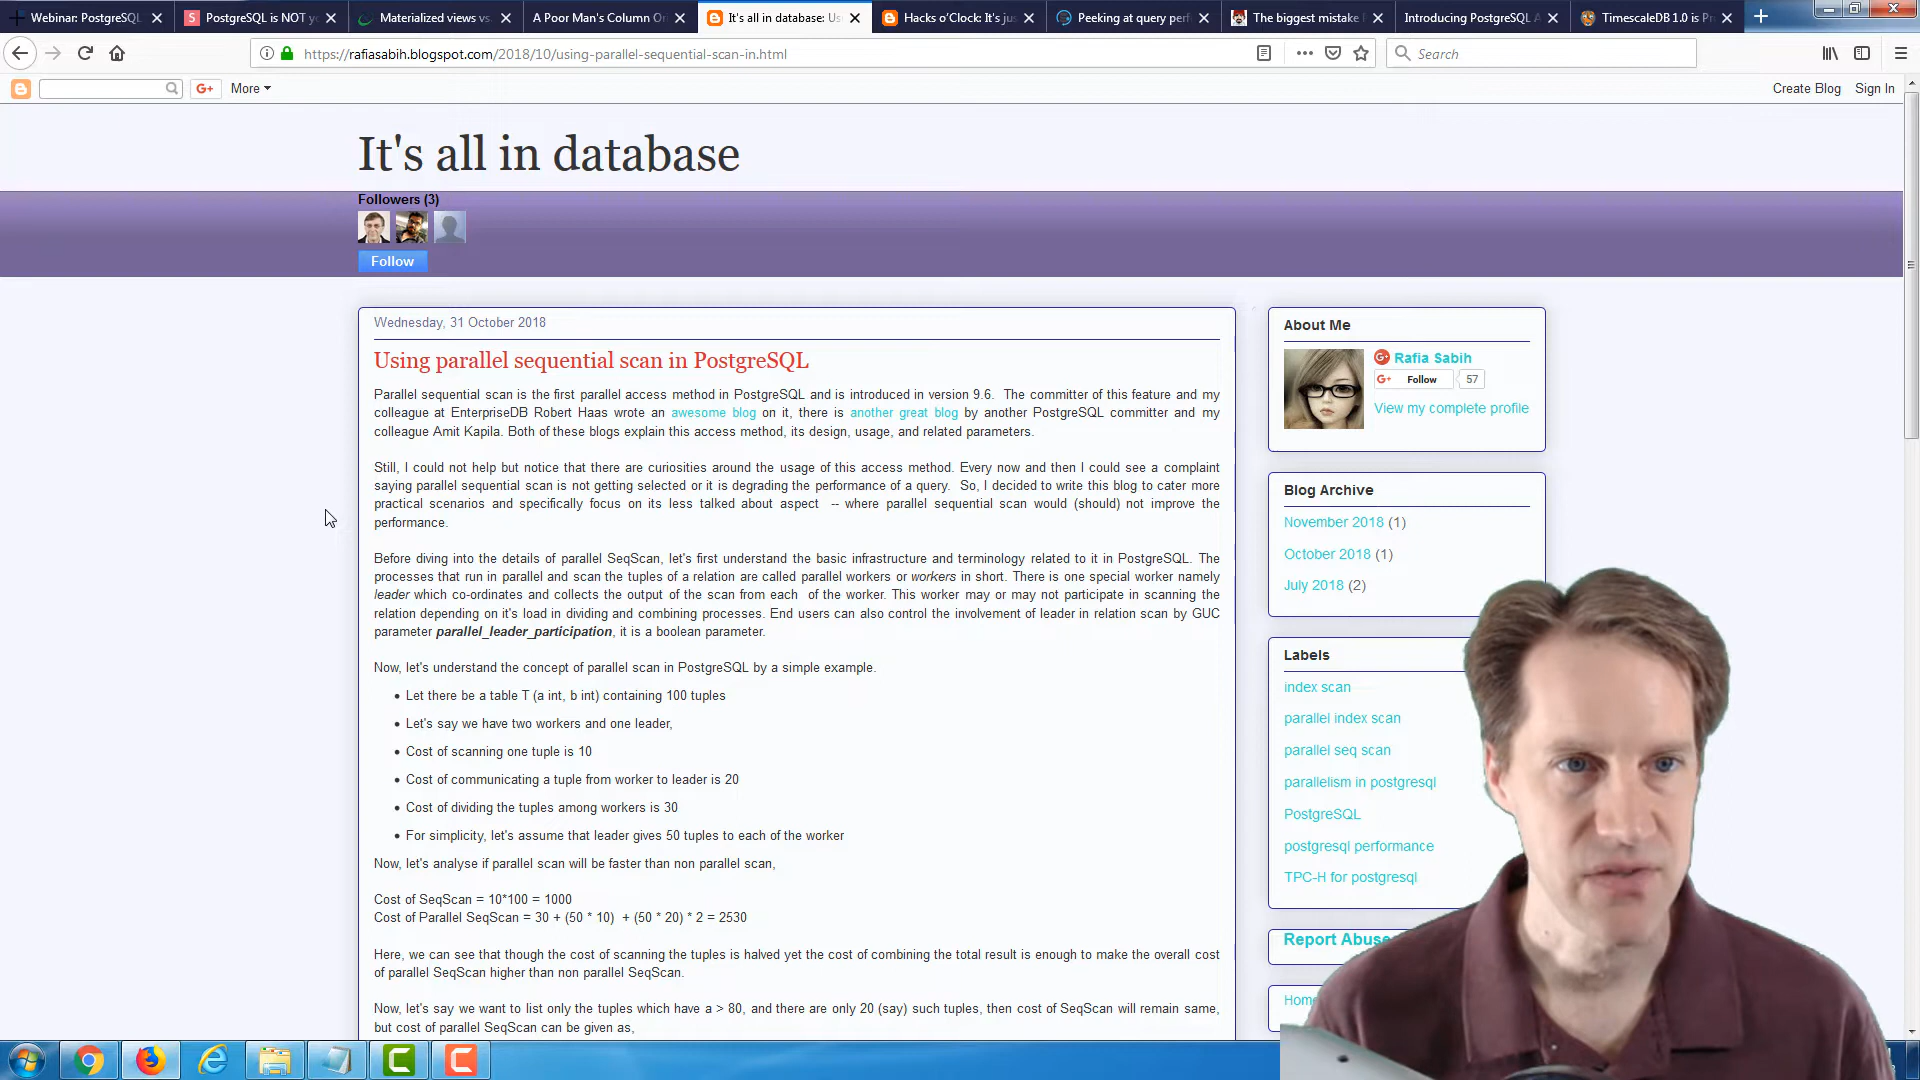 Webinar: PostgreSQL
PostgreSQL is NOT y
Materialized views vs.
A Poor Man's Column Or
It's all in database: Us
Hacks o'Clock: It's jus
Peeking at query perf
The biggest mistake
Introducing PostgreSQL A
TimescaleDB 1.0 is Pr
https://rafiasabih.blogspot.com/2018/10/using-parallel-sequential-scan-in.html
Search
G+
More
Create Blog
Sign In
It's all in database
Followers (3)
Follow
Wednesday, 31 October 2018
Using parallel sequential scan in PostgreSQL
Parallel sequential scan is the first parallel access method in PostgreSQL and is introduced in version 9.6. The committer of this feature and my
colleague at EnterpriseDB Robert Haas wrote an awesome blog on it, there is another great blog by another PostgreSQL committer and my
colleague Amit Kapila. Both of these blogs explain this access method, its design, usage, and related parameters.
Still, I could not help but notice that there are curiosities around the usage of this access method. Every now and then I could see a complaint
saying parallel sequential scan is not getting selected or it is degrading the performance of a query. So, I decided to write this blog to cater more
practical scenarios and specifically focus on its less talked about aspect -- where parallel sequential scan would (should) not improve the
performance.
Before diving into the details of parallel SeqScan, let's first understand the basic infrastructure and terminology related to it in PostgreSQL. The
processes that run in parallel and scan the tuples of a relation are called parallel workers or workers in short. There is one special worker namely
leader which co-ordinates and collects the output of the scan from each of the worker. This worker may or may not participate in scanning the
relation depending on it's load in dividing and combining processes. End users can also control the involvement of leader in relation scan by GUC
parameter parallel_leader_participation, it is a boolean parameter.
Now, let's understand the concept of parallel scan in PostgreSQL by a simple example.
• Let there be a table T (a int, b int) containing 100 tuples
• Let's say we have two workers and one leader,
• Cost of scanning one tuple is 10
• Cost of communicating a tuple from worker to leader is 20
• Cost of dividing the tuples among workers is 30
• For simplicity, let's assume that leader gives 50 tuples to each of the worker
Now, let's analyse if parallel scan will be faster than non parallel scan,
Cost of SeqScan = 10*100 = 1000
Cost of Parallel SeqScan = 30 + (50 * 10) + (50 * 20) * 2 = 2530
Here, we can see that though the cost of scanning the tuples is halved yet the cost of combining the total result is enough to make the overall cost
of parallel SeqScan higher than non parallel SeqScan.
Now, let's say we want to list only the tuples which have a > 80, and there are only 20 (say) such tuples, then cost of SeqScan will remain same,
but cost of parallel SeqScan can be given as,
About Me
Rafia Sabih
G+ Follow 57
View my complete profile
Blog Archive
November 2018 (1)
October 2018 (1)
July 2018 (2)
Labels
index scan
parallel index scan
parallel seq scan
parallelism in postgresql
PostgreSQL
postgresql performance
TPC-H for postgresql
Report Abuse
Home